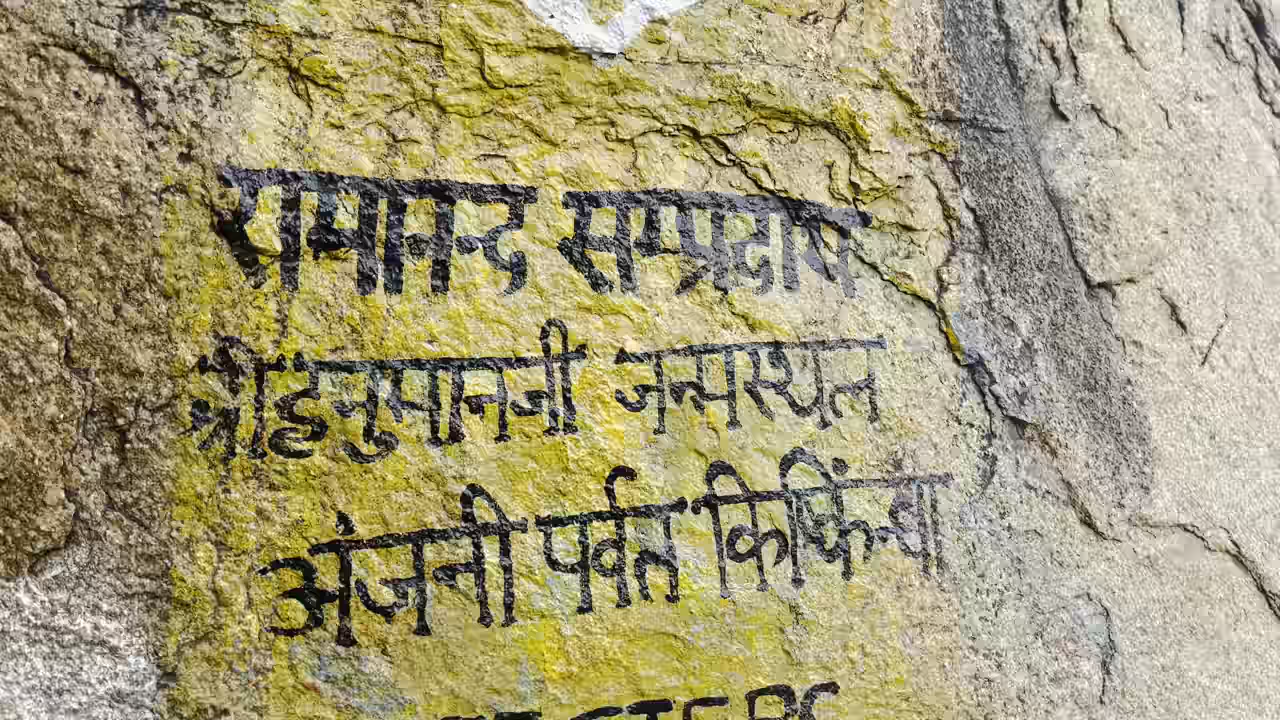 रामानन्द सम्प्रदाय
श्री हनुमानजी जन्मस्थल
अंजनी पर्वत किष्किंन्धा